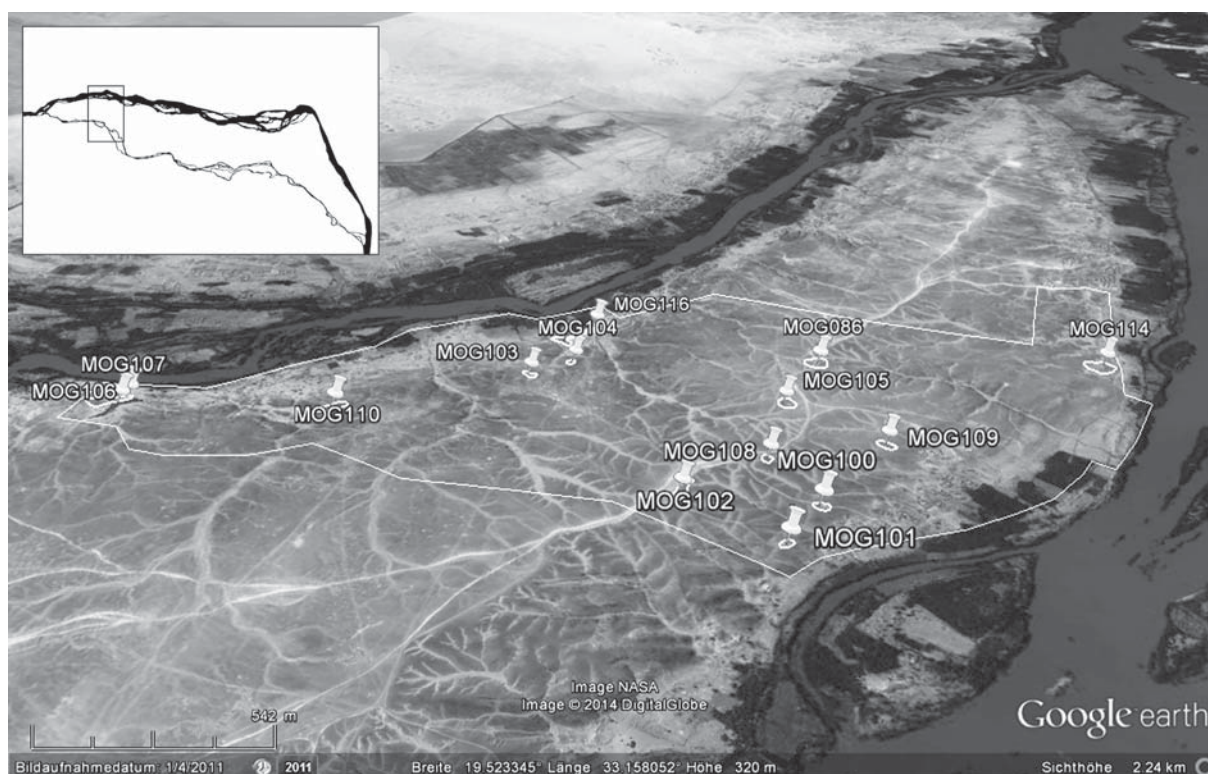 MOG116
MOG104
MOG103
MOG086
MOG114
MOG107
MOG106
MOG105
MOG110
MOG109
MOG108
MOG100
MOG102
MOG101
Image NASA
Image © 2014 DigitalGlobe
542 m
Google earth
Bildaufnahmedatum: 1/4/2011 2011 Breite 19.523345° Länge 33.158052° Höhe 320 m Sichthöhe 2.24 km